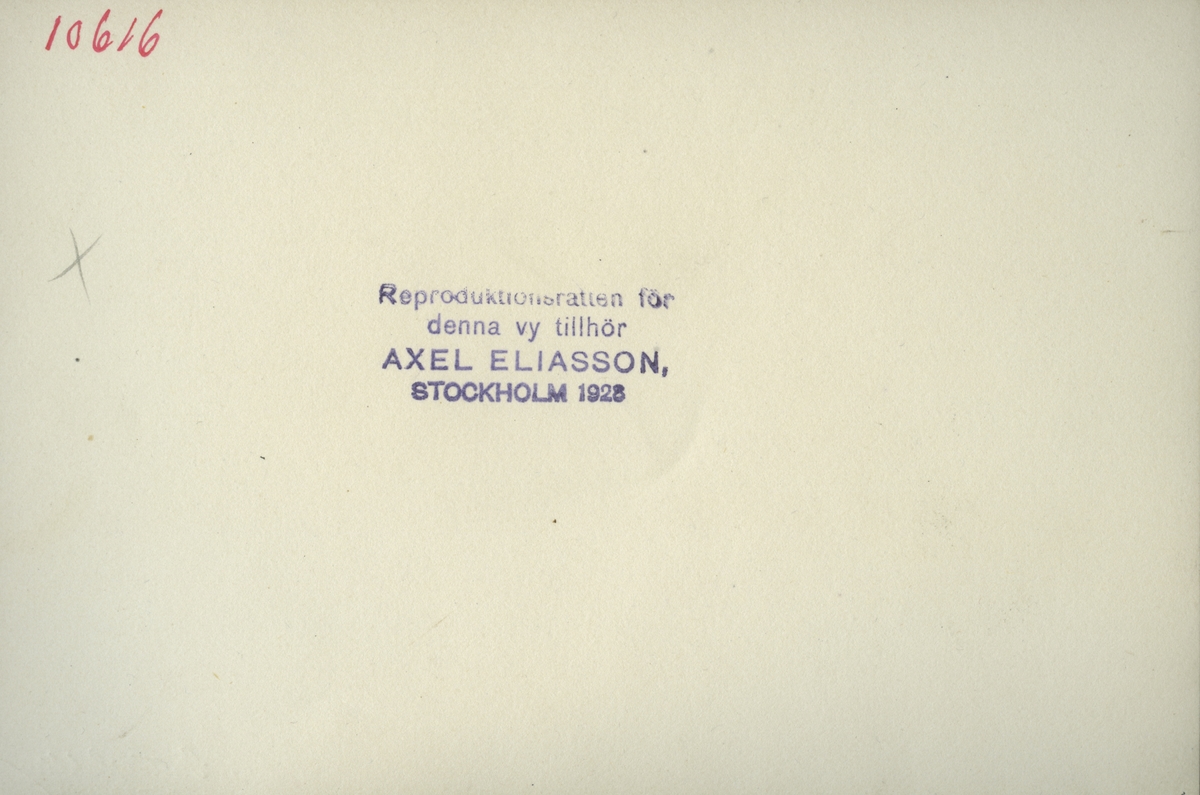 10616
X
Reproduktionsrätten för
denna vy tillhör
AXEL ELIASSON,
STOCKHOLM 1928